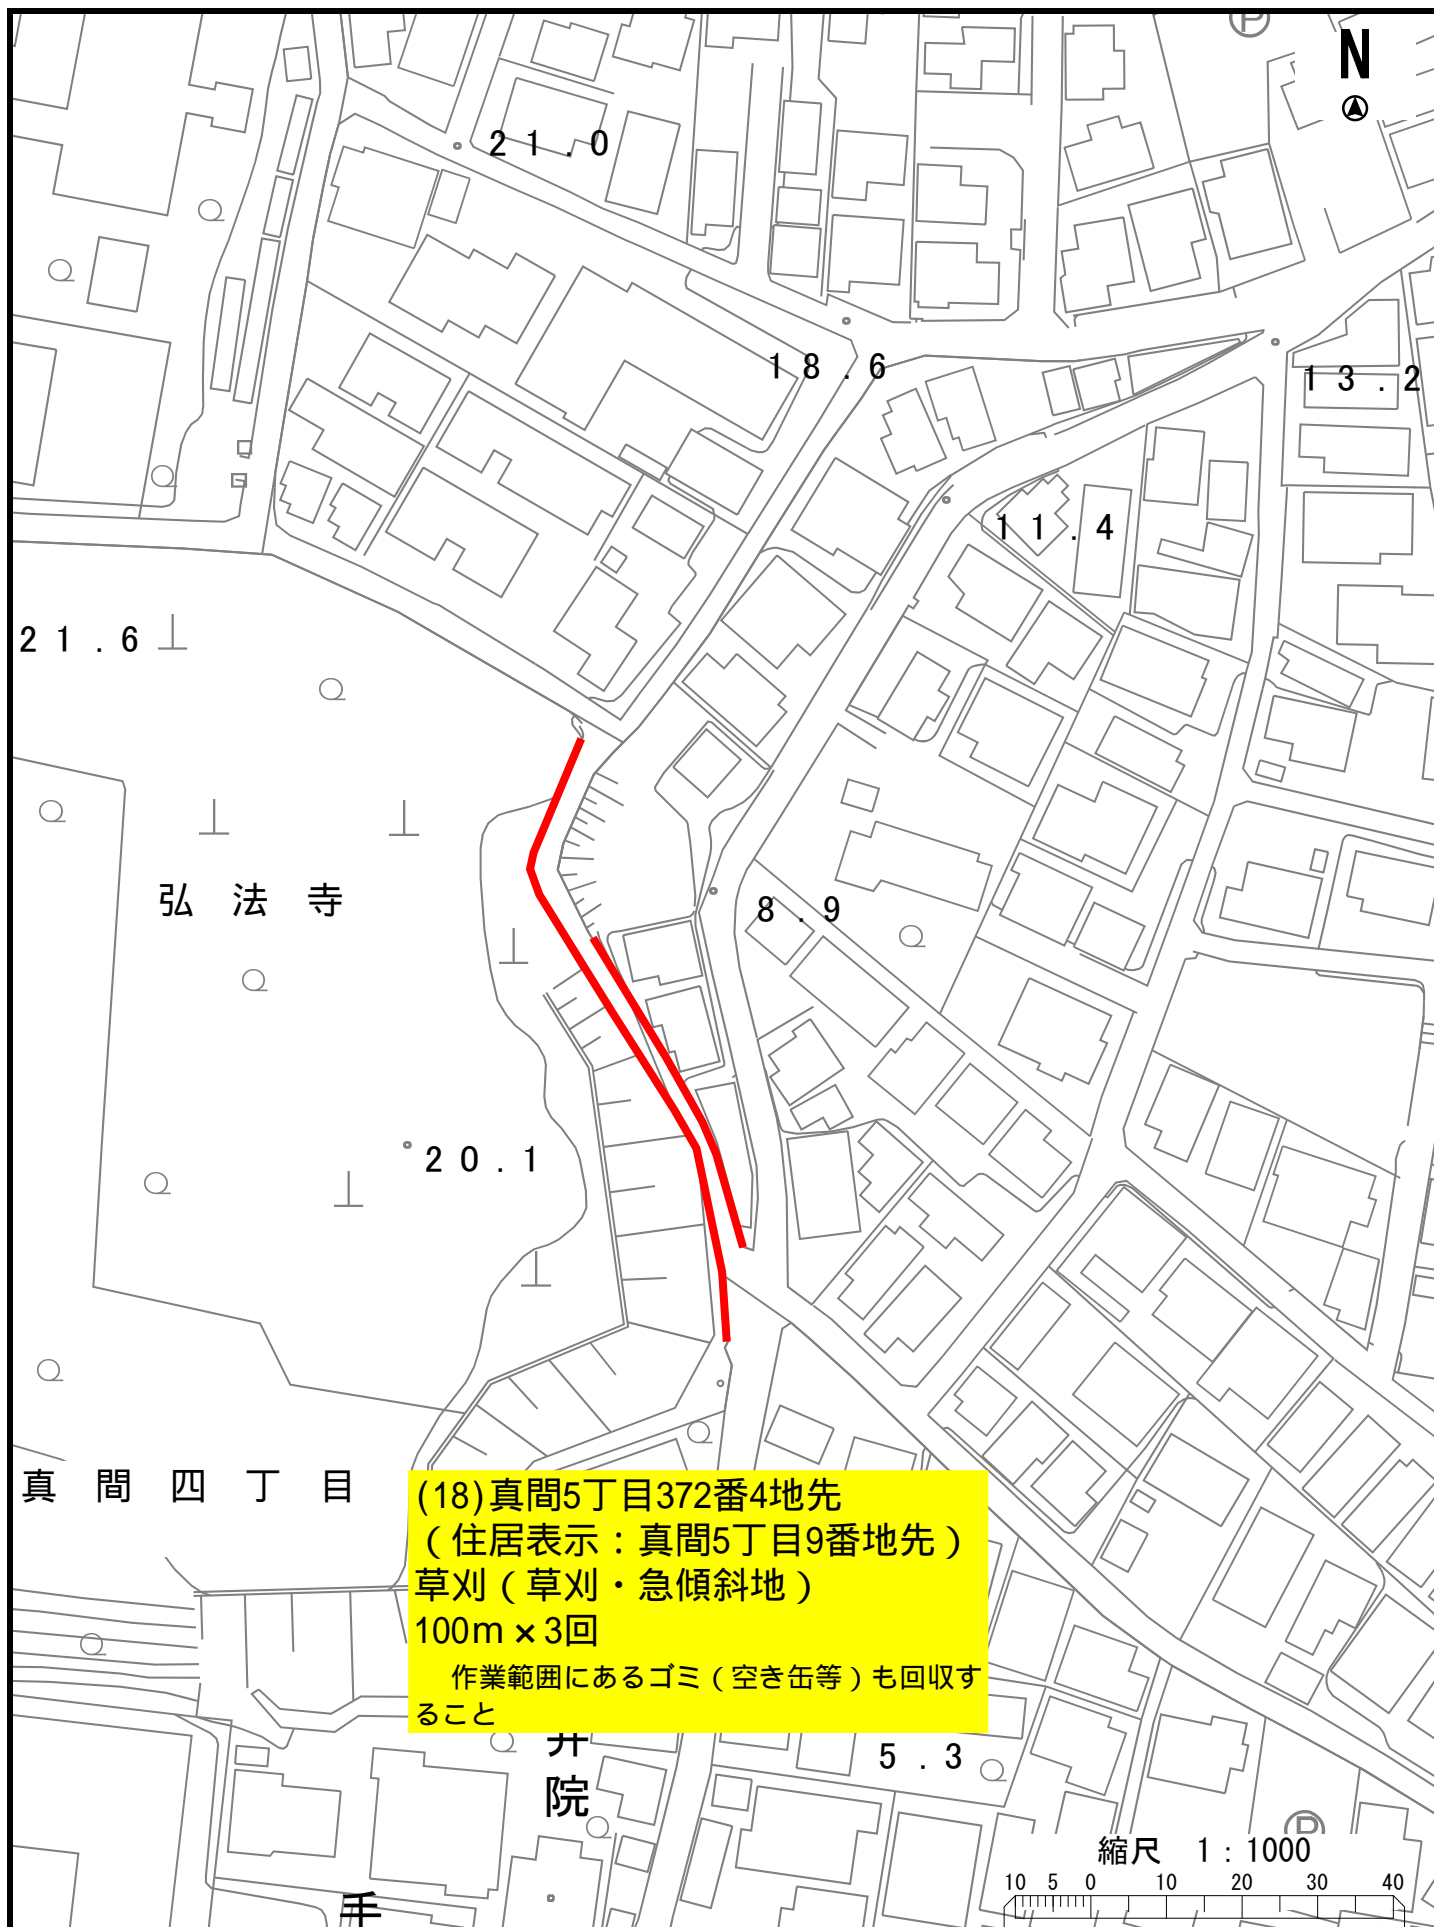 N
21.0
18.6
13.2
11.4
21.6
弘法寺
8.9
20.1
真間四丁目
(18)真間5丁目372番4地先
（住居表示：真間5丁目9番地先）
草刈（草刈・急傾斜地）
100m×3回
作業範囲にあるゴミ（空き缶等）も回収す
ること
井
院
5.3
手
P
P
縮尺 1：1000
10 5 0 10 20 30 40